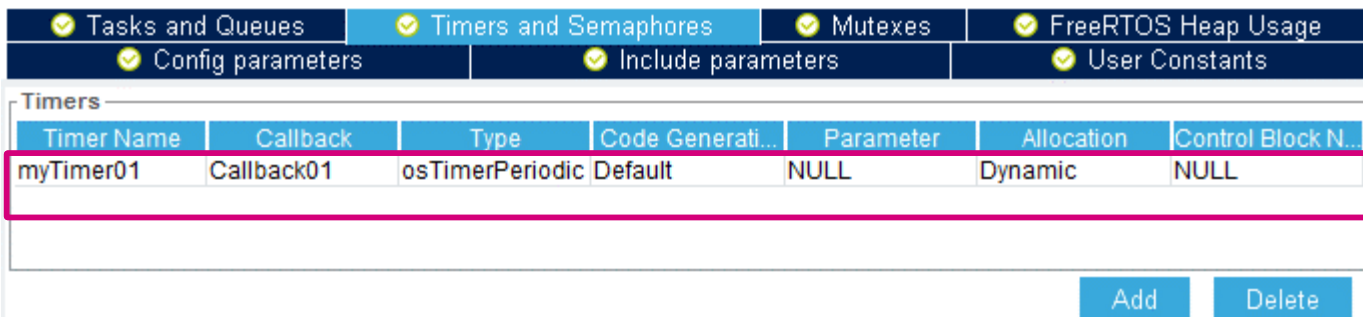 Tasks and Queues Timers and Semaphores Mutexes FreeRTOS Heap Usage
Config parameters Include parameters User Constants
Timers
Timer Name Callback Type Code Generati... Parameter Allocation Control Block N...
myTimer01 Callback01 osTimerPeriodic Default NULL Dynamic NULL
Add Delete